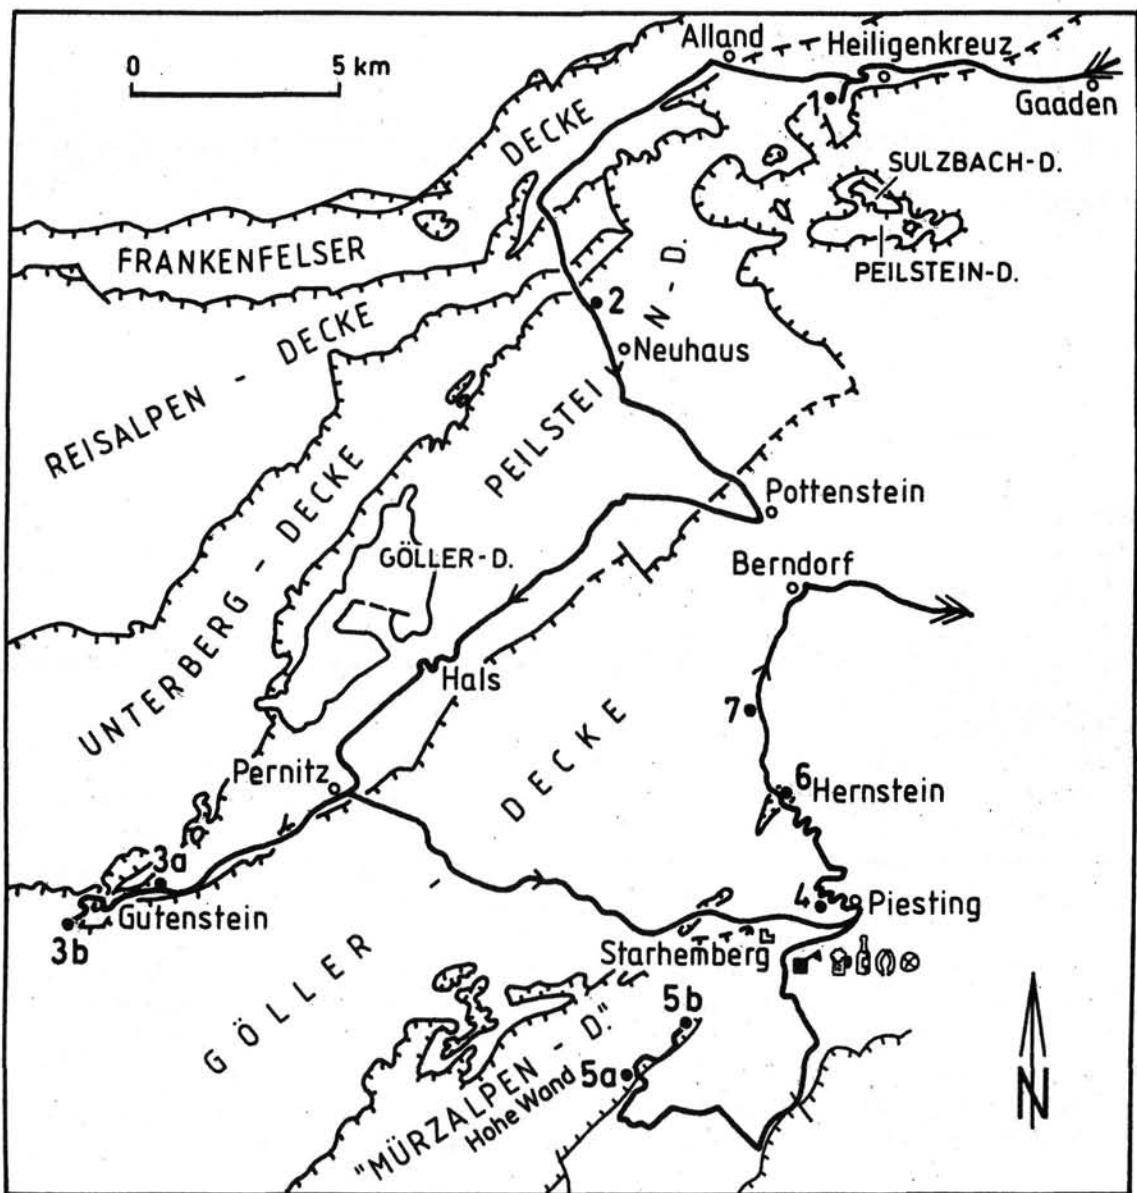 0 5 km
Alland
Heiligenkreuz
Gaaden
1
DECKE
SULZBACH-D.
FRANKENFELSER
PEILSTEIN-D.
2
N-D.
Neuhaus
DECKE
REISALPEN -
PEILSTEI
Pottenstein
UNTERBERG - DECKE
GÖLLER-D.
Berndorf
Hals
7
Pernitz
DECKE
6 Hernstein
3a
Gutenstein
4 Piesting
3b
Starhemberg
GÖLLER -
5b
5a
"MÜRZALPEN - D."
Hohe Wand
N